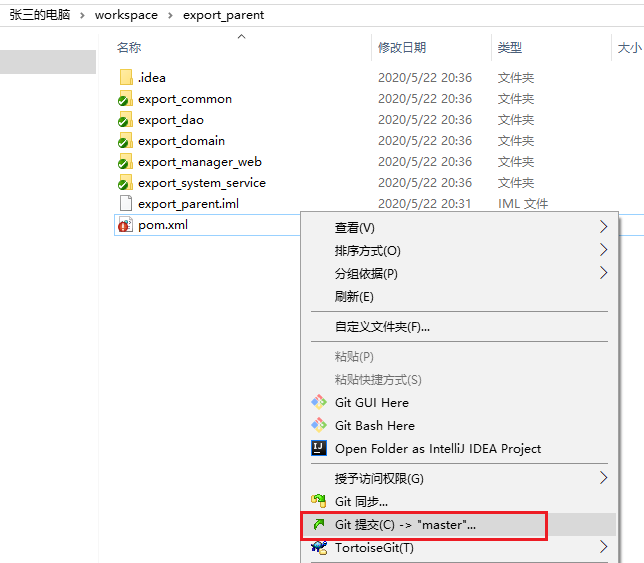 张三的电脑 > workspace > export_parent
名称 修改日期 类型 大小
.idea 2020/5/22 20:36 文件夹
export_common 2020/5/22 20:36 文件夹
export_dao 2020/5/22 20:36 文件夹
export_domain 2020/5/22 20:36 文件夹
export_manager_web 2020/5/22 20:36 文件夹
export_system_service 2020/5/22 20:36 文件夹
export_parent.iml 2020/5/22 20:31 IML 文件
pom.xml
查看(V)
排序方式(O)
分组依据(P)
刷新(E)
自定义文件夹(F)...
粘贴(P)
粘贴快捷方式(S)
Git GUI Here
Git Bash Here
Open Folder as IntelliJ IDEA Project
授予访问权限(G)
Git 同步...
Git 提交(C) -> "master"...
TortoiseGit(T)